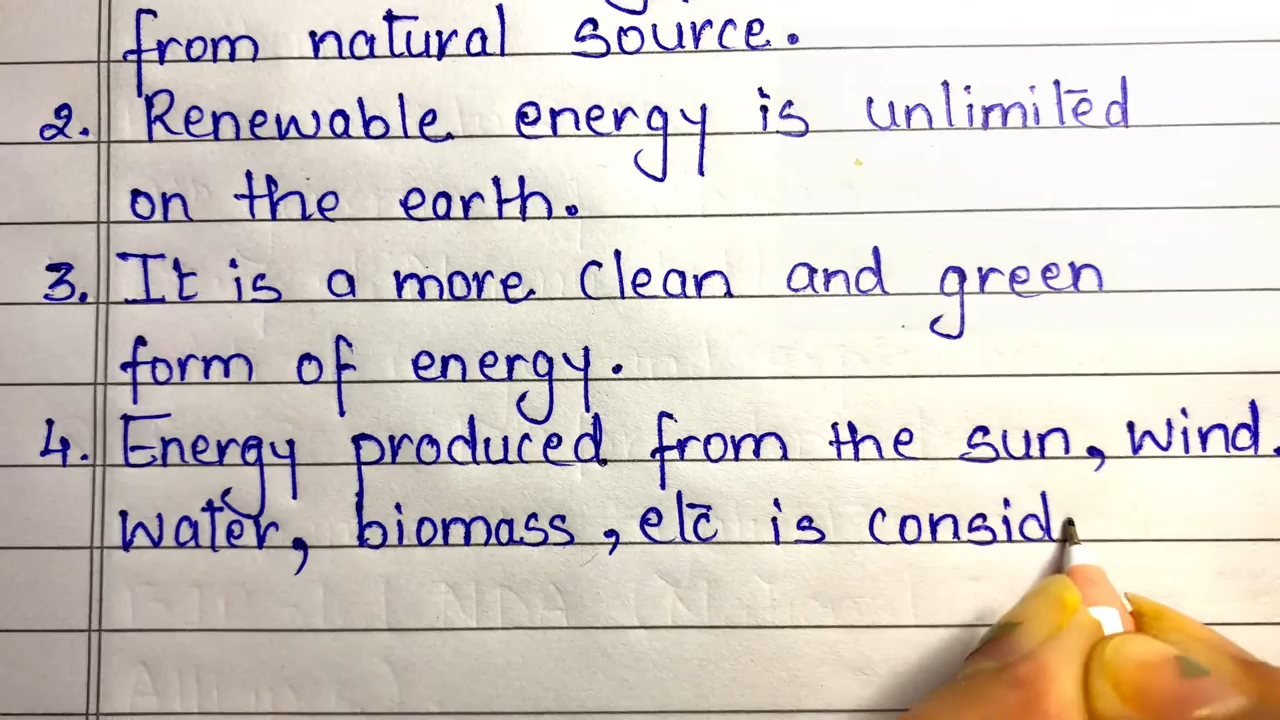 from natural source.
2. Renewable energy is unlimited
on the earth.
3. It is a more clean and green
form of energy.
4. Energy produced from the sun, wind,
water, biomass, etc is consid